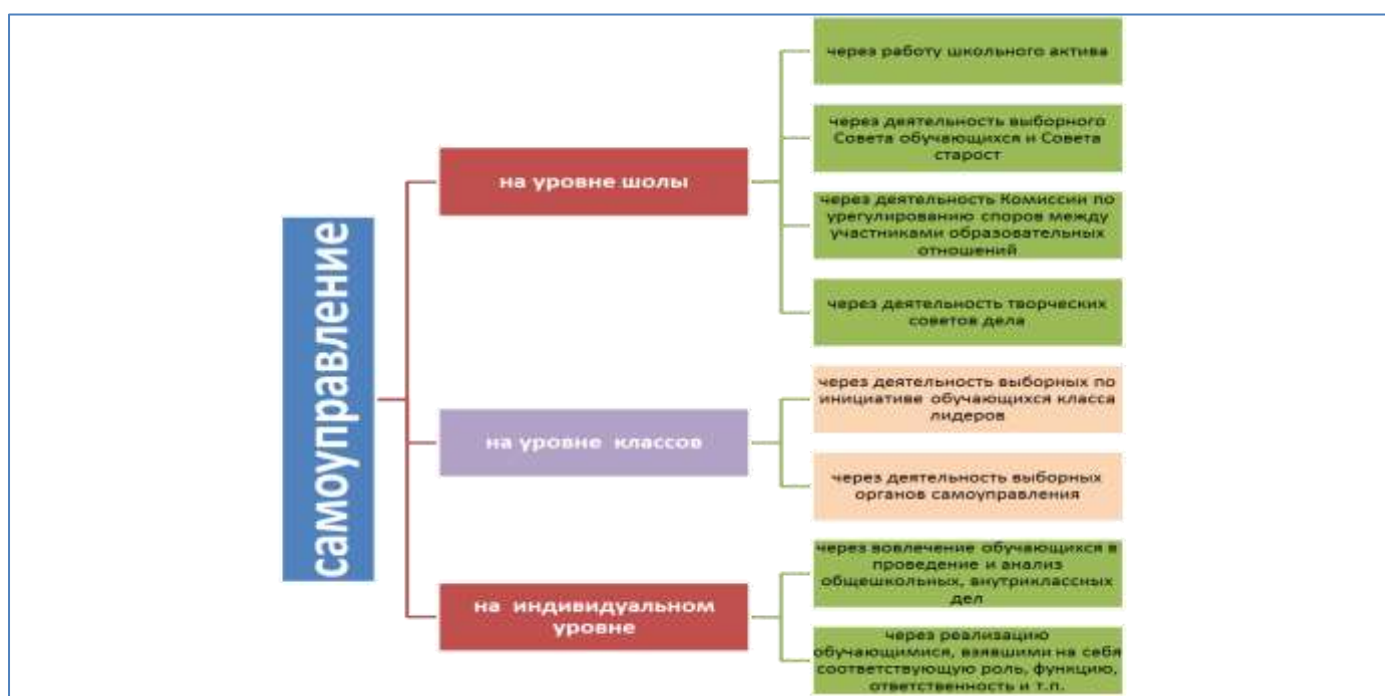 самоуправление
на уровне шолы
через работу школьного актива
через деятельность выборного
Совета обучающихся и Совета
старост
через деятельность Комиссии по
урегулированию споров между
участниками образовательных
отношений
через деятельность творческих
советов дела
на уровне классов
через деятельность выборных по
инициативе обучающихся класса
лидеров
через деятельность выборных
органов самоуправления
на индивидуальном
уровне
через вовлечение обучающихся в
проведение и анализ
общешкольных, внутриклассных
дел
через реализацию
обучающимися, взявшими на себя
соответствующую роль, функцию,
ответственность и т.п.